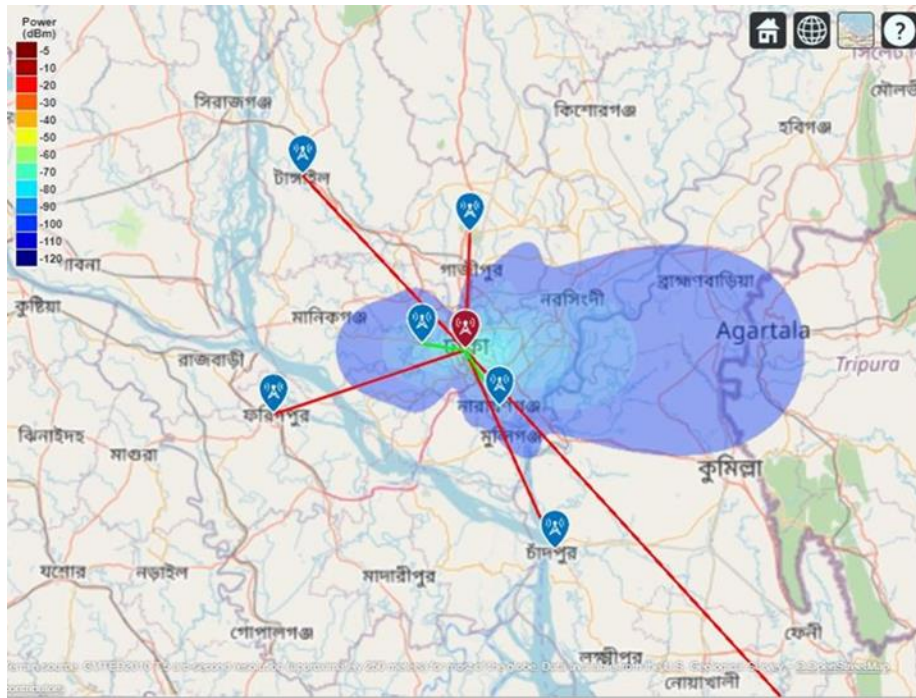 Power
(dBm)
-5
-10
-20
-30
-40
-50
-60
-70
-80
-90
-100
-110
-120
?
সিরাজগঞ্জ
কিশোরগঞ্জ
হবিগঞ্জ
টাঙ্গাইল
গাজীপুর
মানিকগঞ্জ
নরসিংদী
ব্রাহ্মণবাড়িয়া
কুষ্টিয়া
রাজবাড়ী
Agartala
Tripura
ফরিদপুর
নারায়ণগঞ্জ
মুন্সিগঞ্জ
ঝিনাইদহ
মাগুরা
কুমিল্লা
চাঁদপুর
যশোর
নড়াইল
মাদারীপুর
গোপালগঞ্জ
ফেনী
লক্ষ্মীপুর
নোয়াখালী